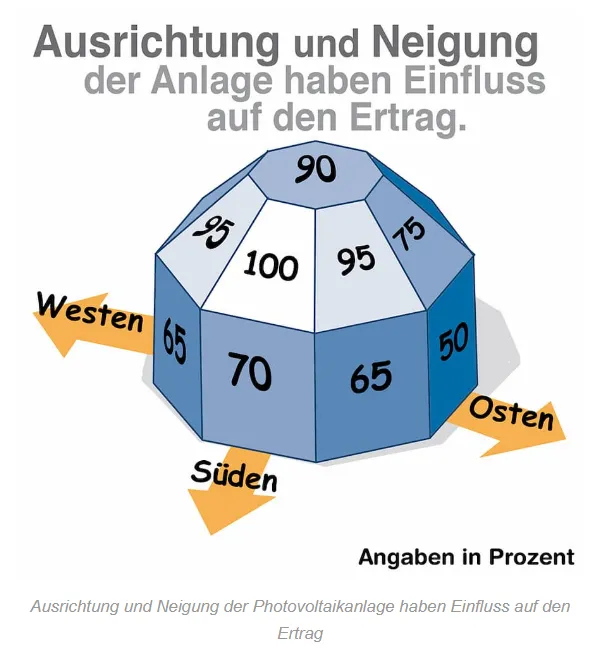 Ausrichtung und Neigung
der Anlage haben Einfluss
auf den Ertrag.
90
95
100
95
75
Westen
65
70
65
50
Osten
Süden
Angaben in Prozent
Ausrichtung und Neigung der Photovoltaikanlage haben Einfluss auf den
Ertrag